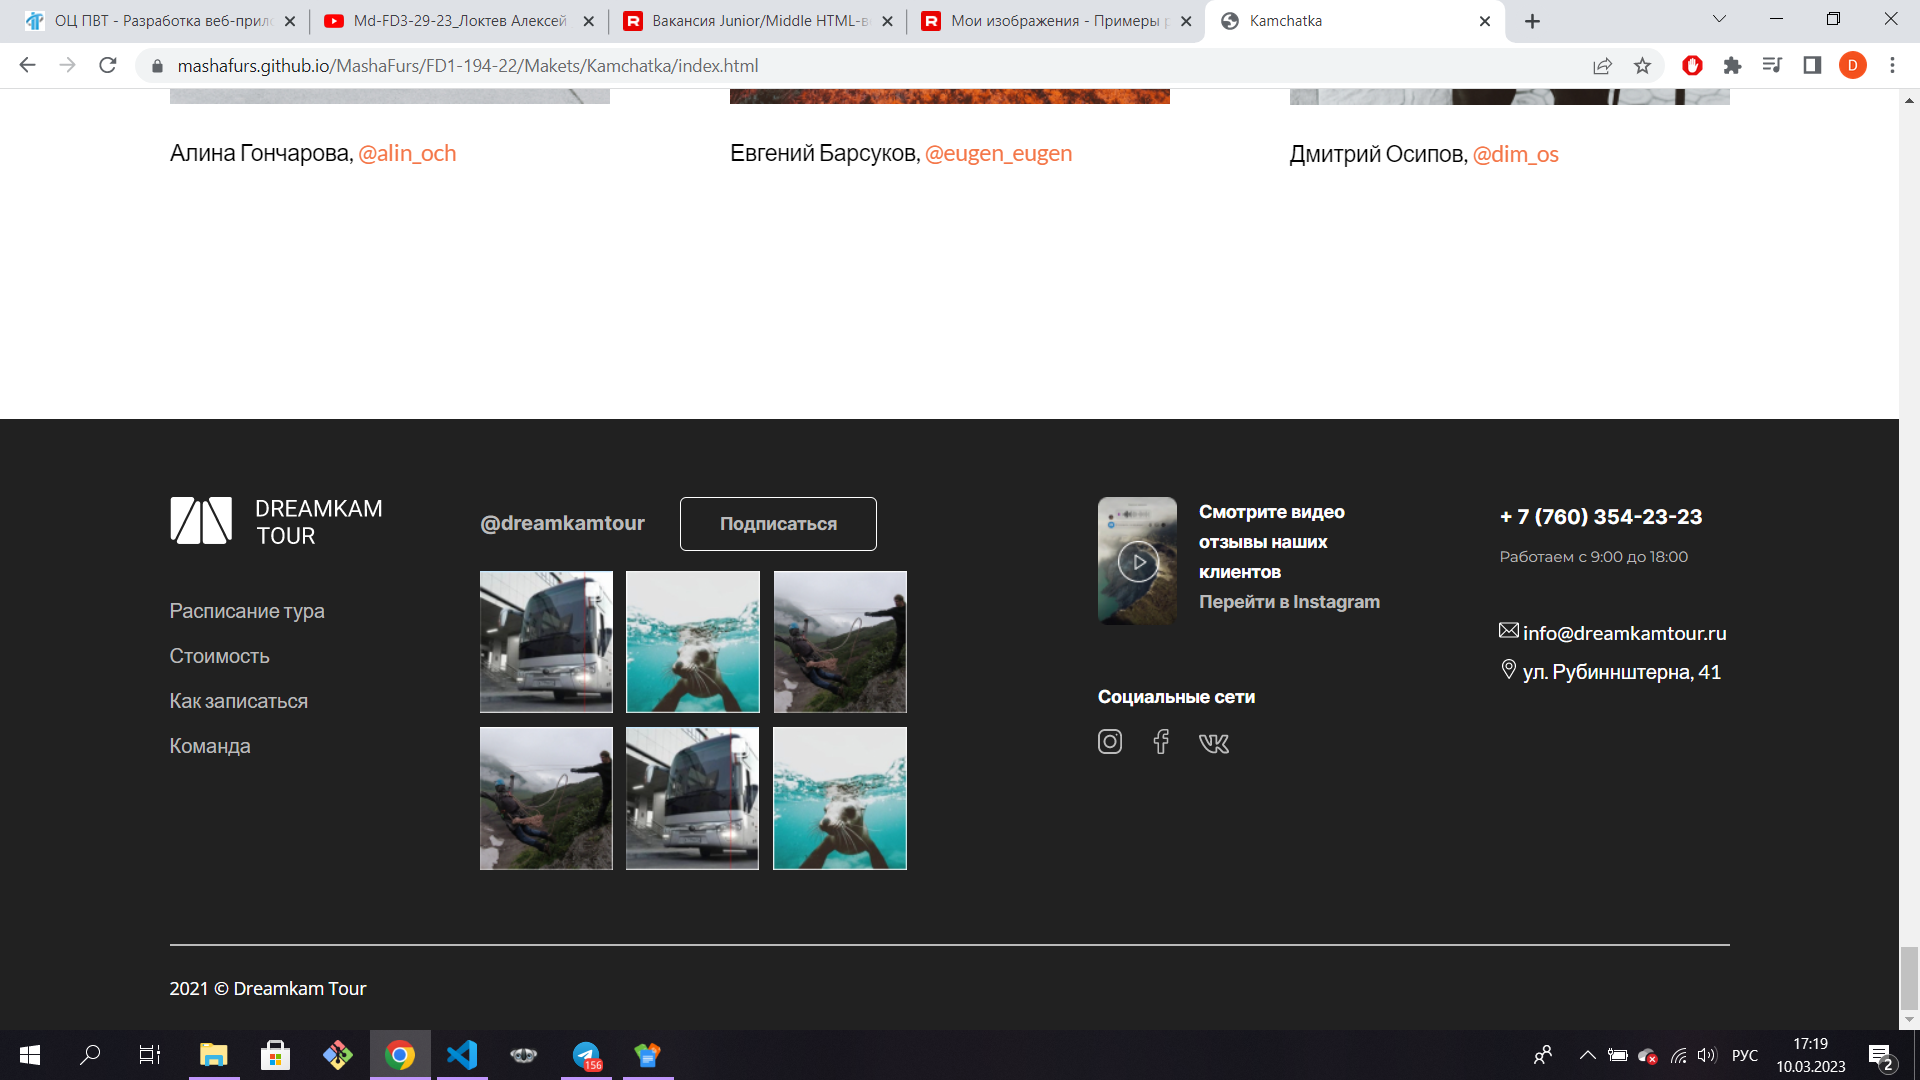 ОЦ ПВТ - Разработка веб-прил
Md-FD3-29-23_Локтев Алексей
Вакансия Junior/Middle HTML-ве
Мои изображения - Примеры р
Kamchatka
mashafurs.github.io/MashaFurs/FD1-194-22/Makets/Kamchatka/index.html
D
Алина Гончарова, @alin_och
Евгений Барсуков, @eugen_eugen
Дмитрий Осипов, @dim_os
DREAMKAM
TOUR
Расписание тура
Стоимость
Как записаться
Команда
@dreamkamtour
Подписаться
Смотрите видео
отзывы наших
клиентов
Перейти в Instagram
Социальные сети
+ 7 (760) 354-23-23
Работаем с 9:00 до 18:00
info@dreamkamtour.ru
ул. Рубиннштерна, 41
2021 © Dreamkam Tour
156
РУС
17:19
10.03.2023
2